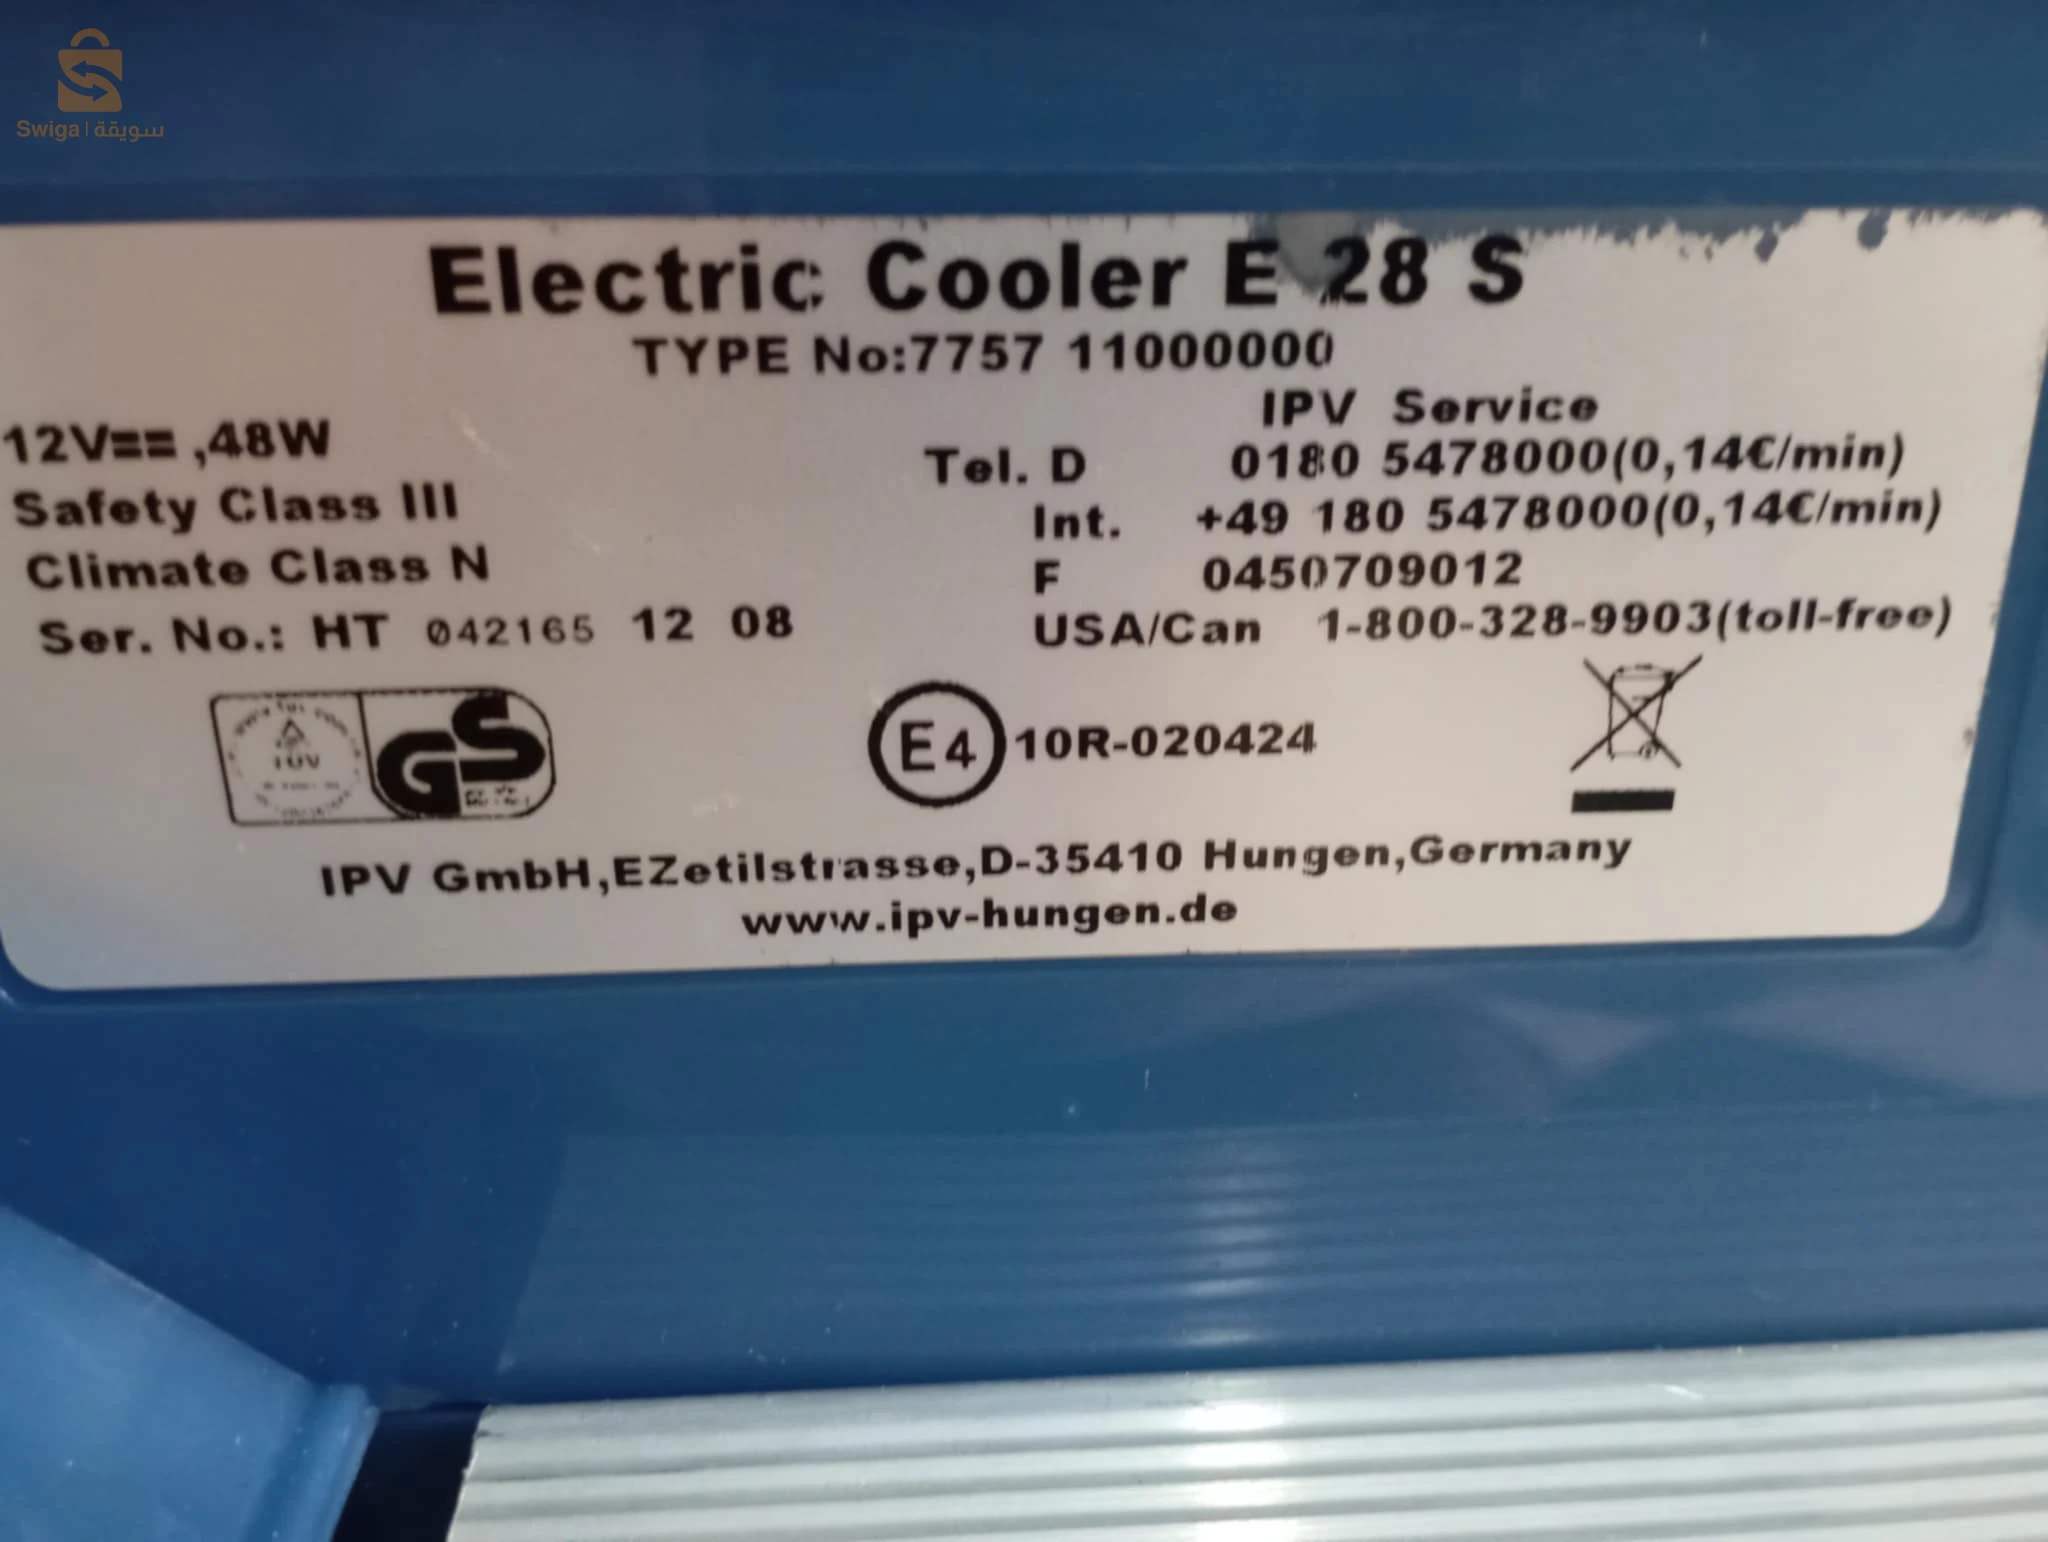 Swiga | سويقة
Electric Cooler E 28 S
TYPE No:7757 11000000
IPV Service
12V== ,48W
Tel. D 0180 5478000(0,14€/min)
Safety Class III
Int. +49 180 5478000(0,14€/min)
Climate Class N
F 0450709012
Ser. No.: HT 042165 12 08
USA/Can 1-800-328-9903(toll-free)
TÜV
GS
E4 10R-020424
IPV GmbH,EZetilstrasse,D-35410 Hungen,Germany
www.ipv-hungen.de